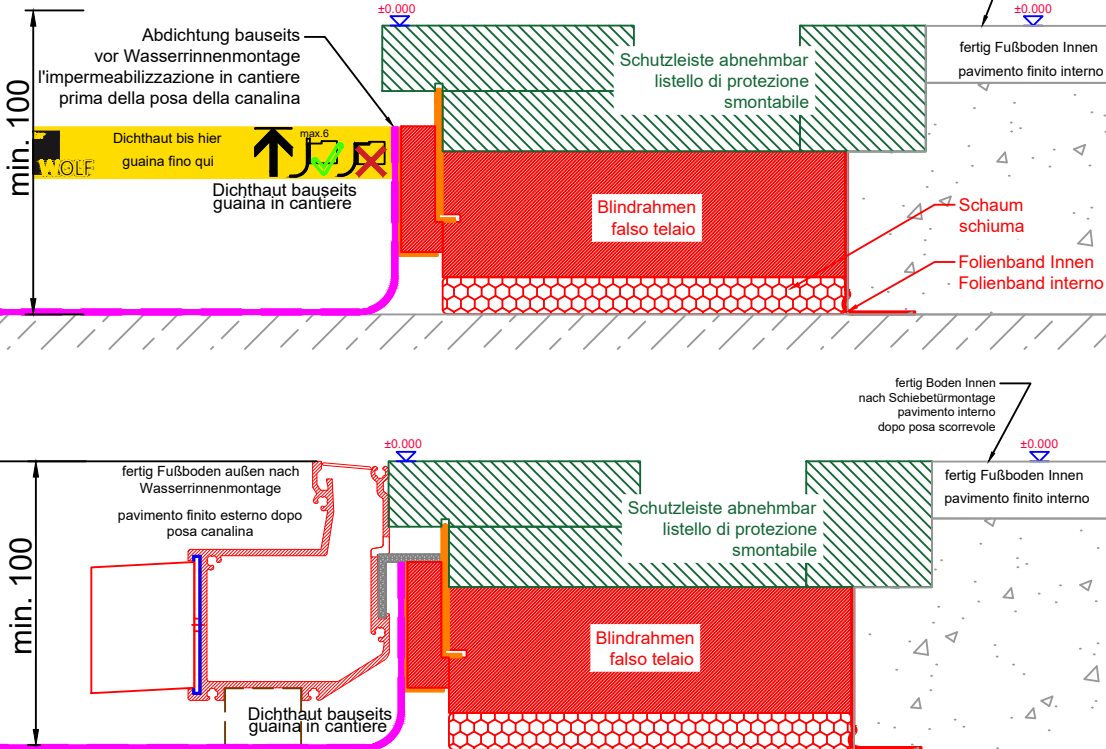 ±0.000
±0.000
Abdichtung bauseits
vor Wasserrinnenmontage
l'impermeabilizzazione in cantiere
prima della posa della canalina
Schutzleiste abnehmbar
listello di protezione
smontabile
fertig Fußboden Innen
pavimento finito interno
min. 100
WOLF
Dichthaut bis hier
guaina fino qui
max.6
Dichthaut bauseits
guaina in cantiere
Blindrahmen
falso telaio
Schaum
schiuma
Folienband Innen
Folienband interno
fertig Boden Innen
nach Schiebetürmontage
pavimento interno
dopo posa scorrevole
±0.000
±0.000
fertig Fußboden außen nach
Wasserrinnenmontage
pavimento finito esterno dopo
posa canalina
fertig Fußboden Innen
pavimento finito interno
Schutzleiste abnehmbar
listello di protezione
smontabile
min. 100
Blindrahmen
falso telaio
Dichthaut bauseits
guaina in cantiere